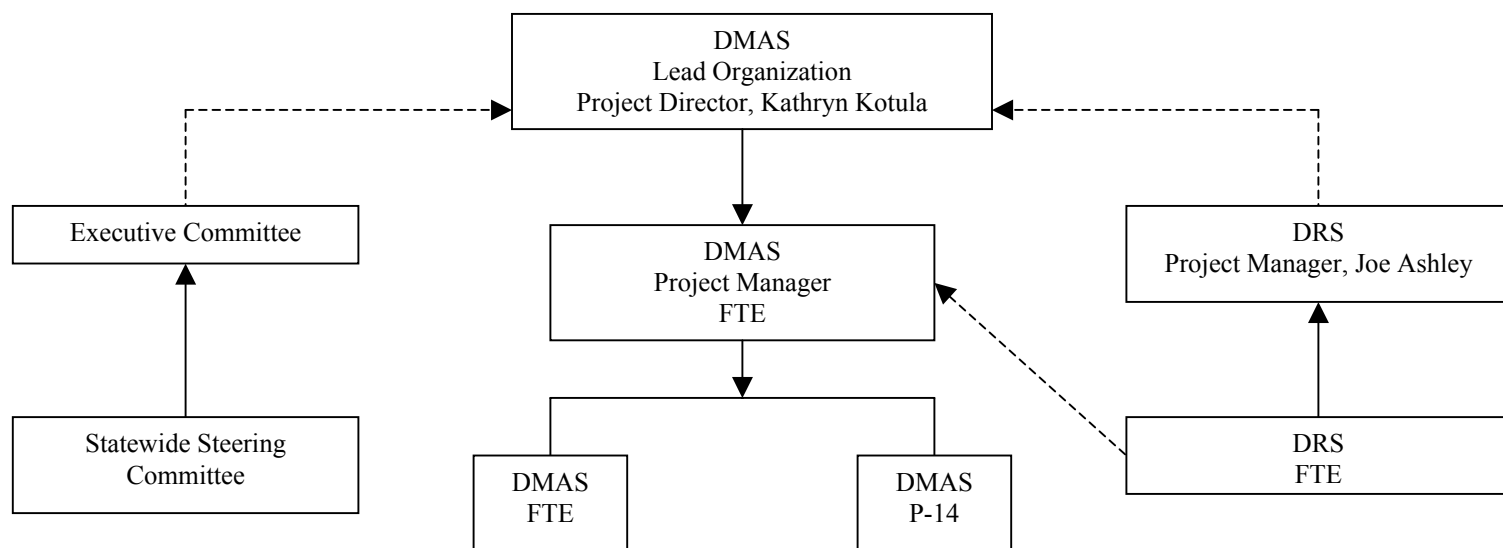 DMAS
Lead Organization
Project Director, Kathryn Kotula
Executive Committee
DMAS
Project Manager
FTE
DRS
Project Manager, Joe Ashley
Statewide Steering
Committee
DMAS
FTE
DMAS
P-14
DRS
FTE